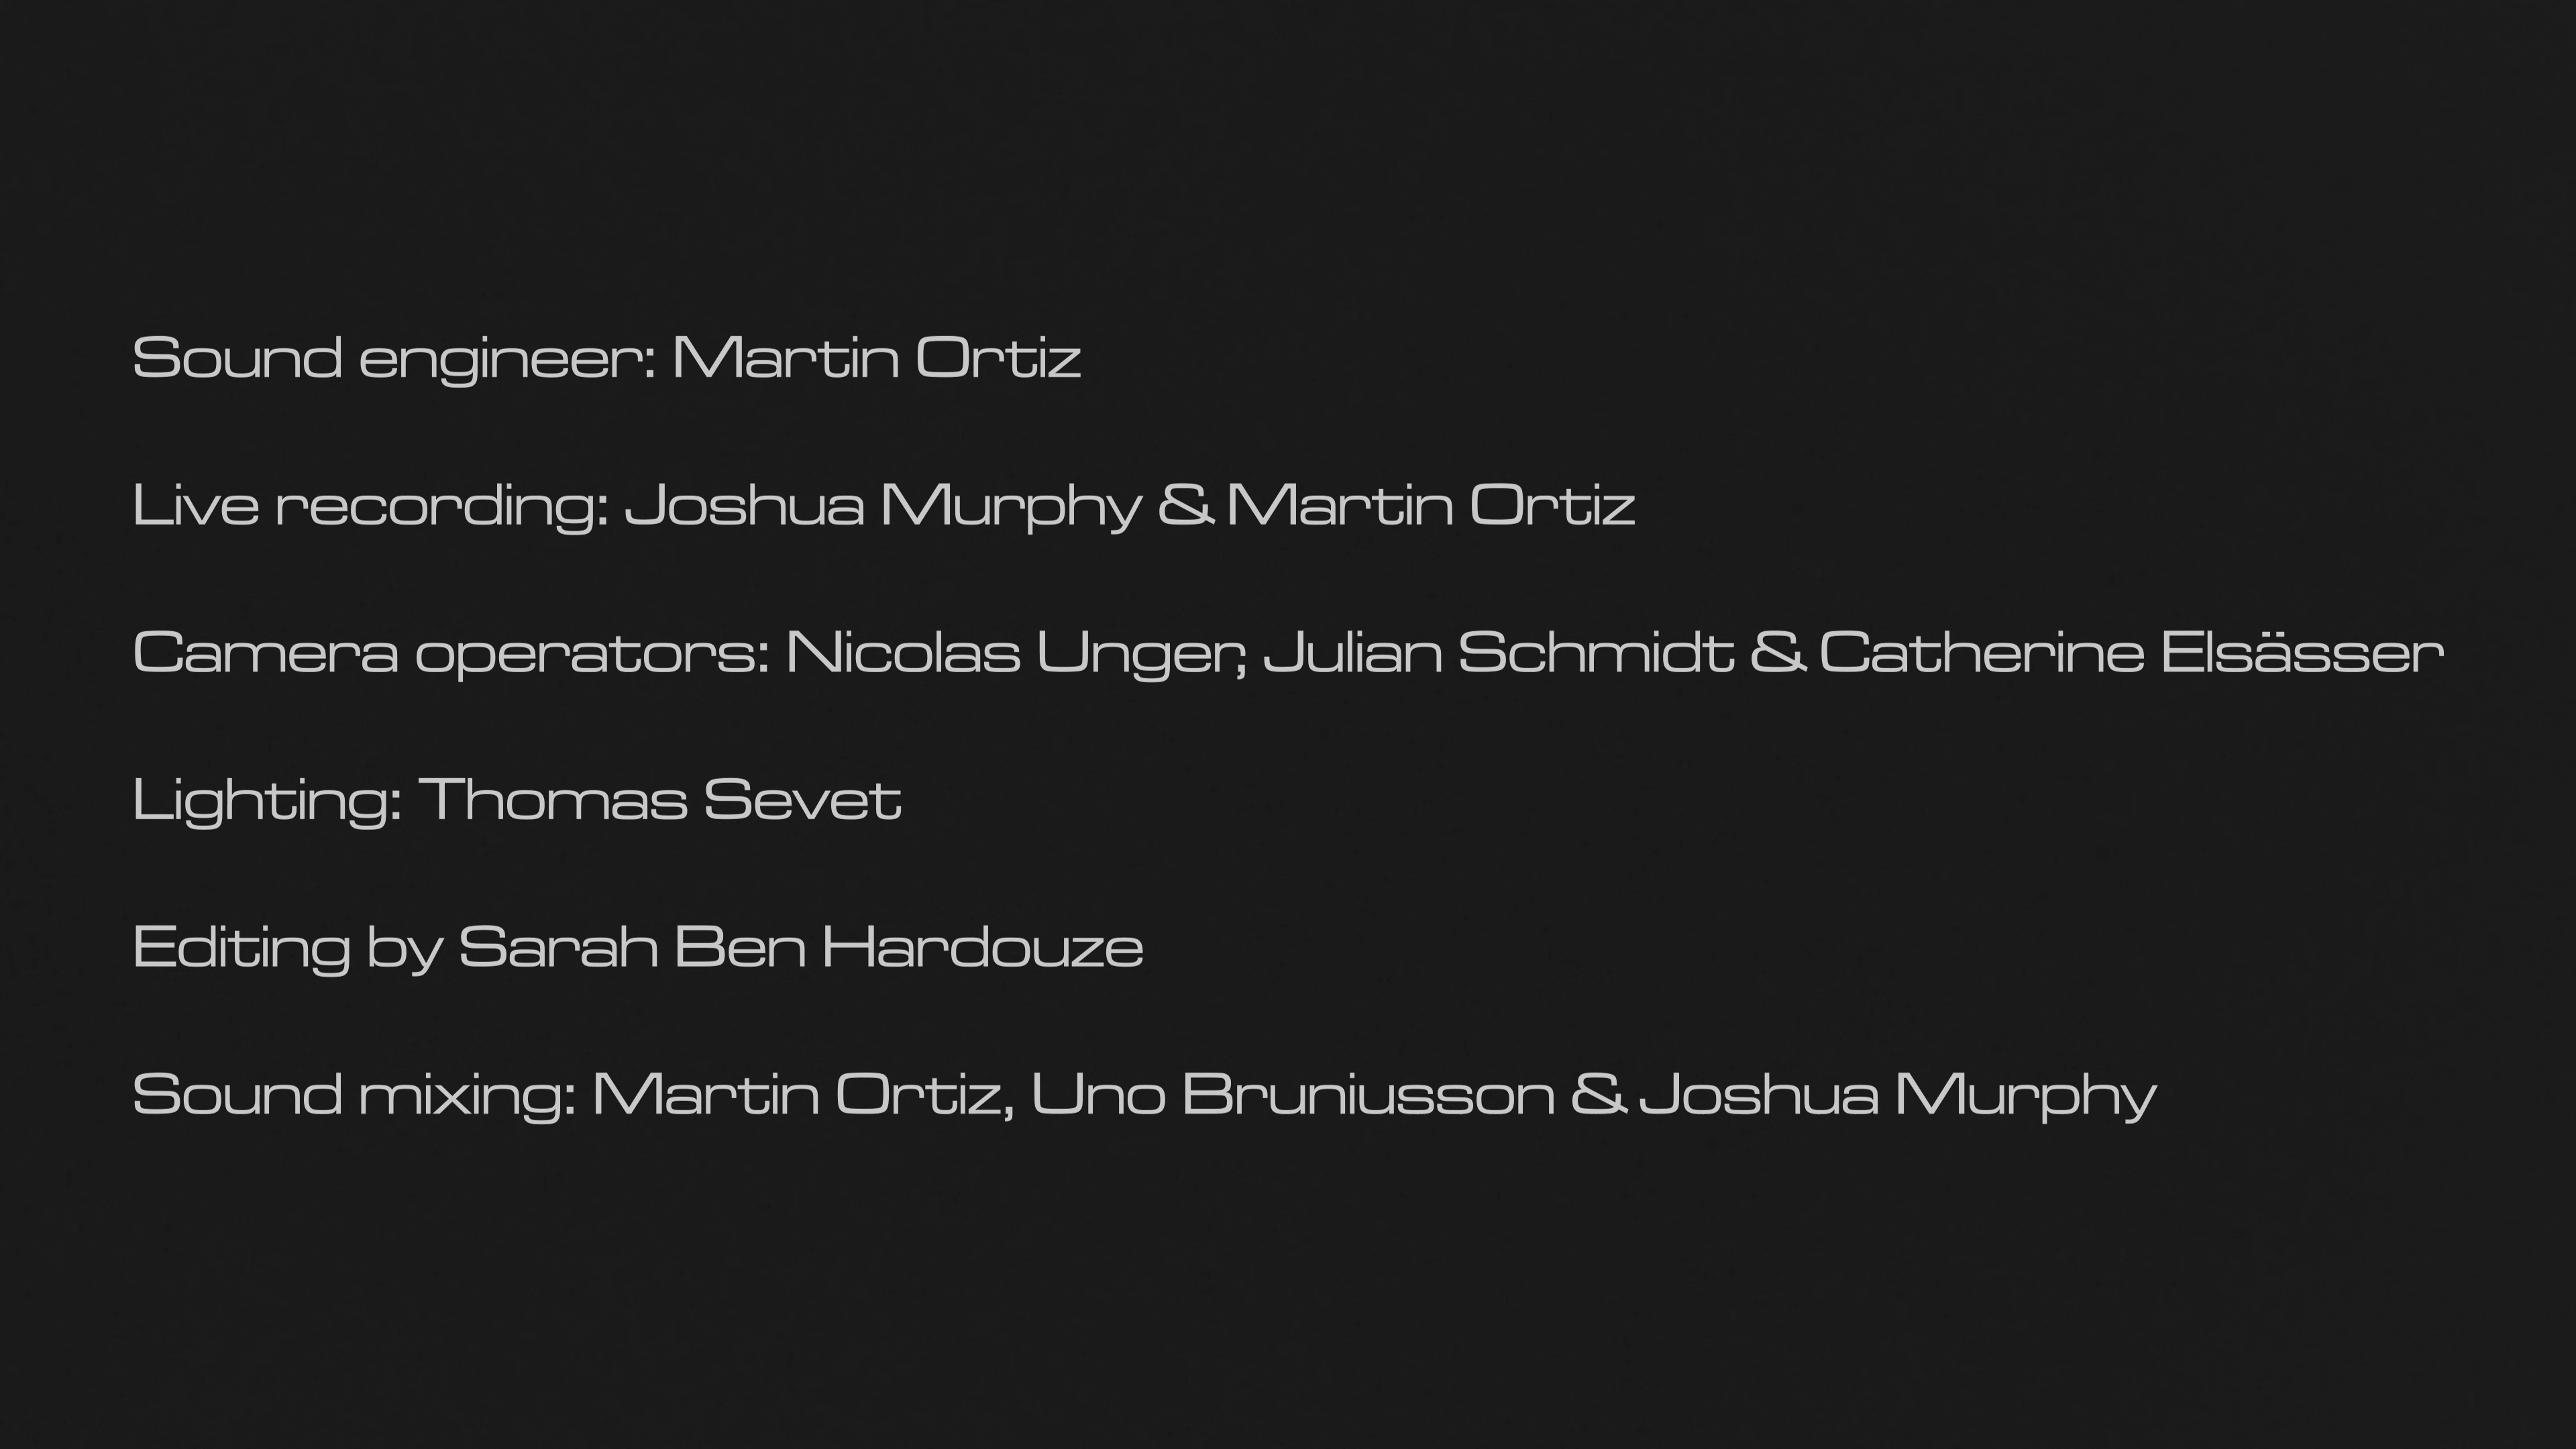 Sound engineer: Martin Ortiz
Live recording: Joshua Murphy & Martin Ortiz
Camera operators: Nicolas Unger, Julian Schmidt & Catherine Elsässer
Lighting: Thomas Sevet
Editing by Sarah Ben Hardouze
Sound mixing: Martin Ortiz, Uno Bruniusson & Joshua Murphy